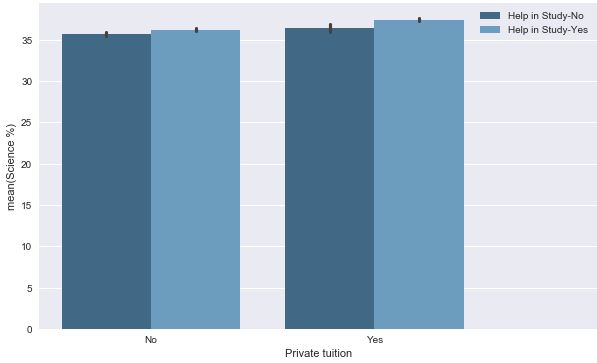 Help in Study-No
Help in Study-Yes
mean(Science %)
35
30
25
20
15
10
5
0
No
Yes
Private tuition